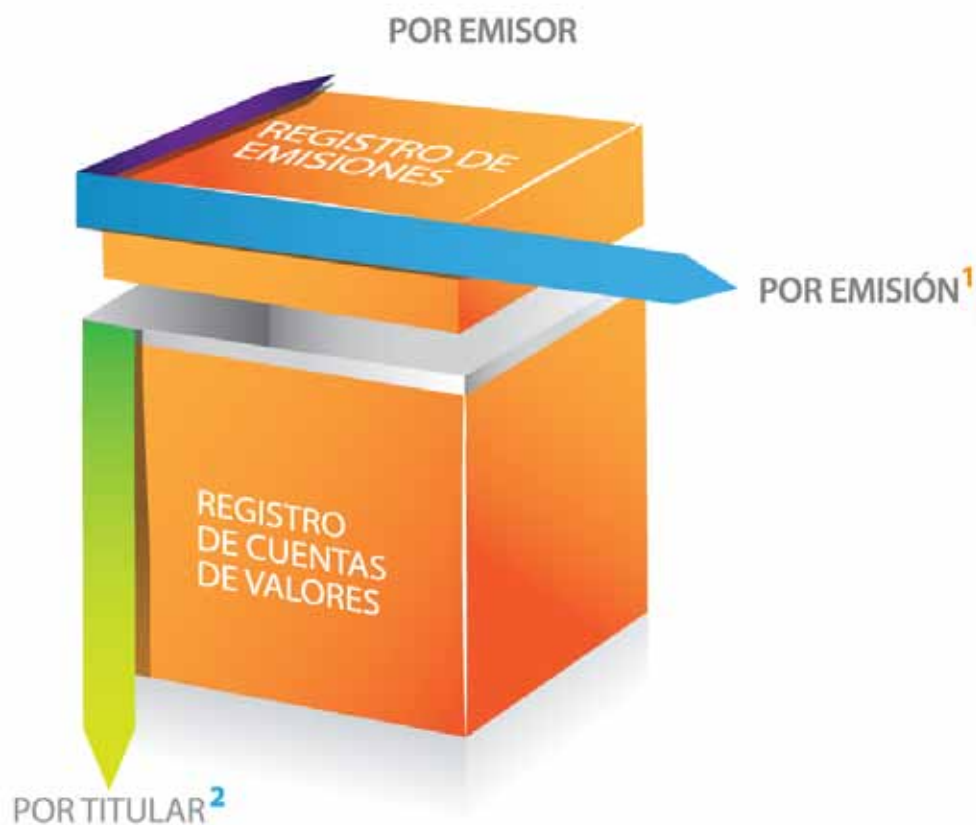 POR EMISOR
REGISTRO DE
EMISIONES
POR EMISIÓN¹
REGISTRO
DE CUENTAS
DE VALORES
POR TITULAR²